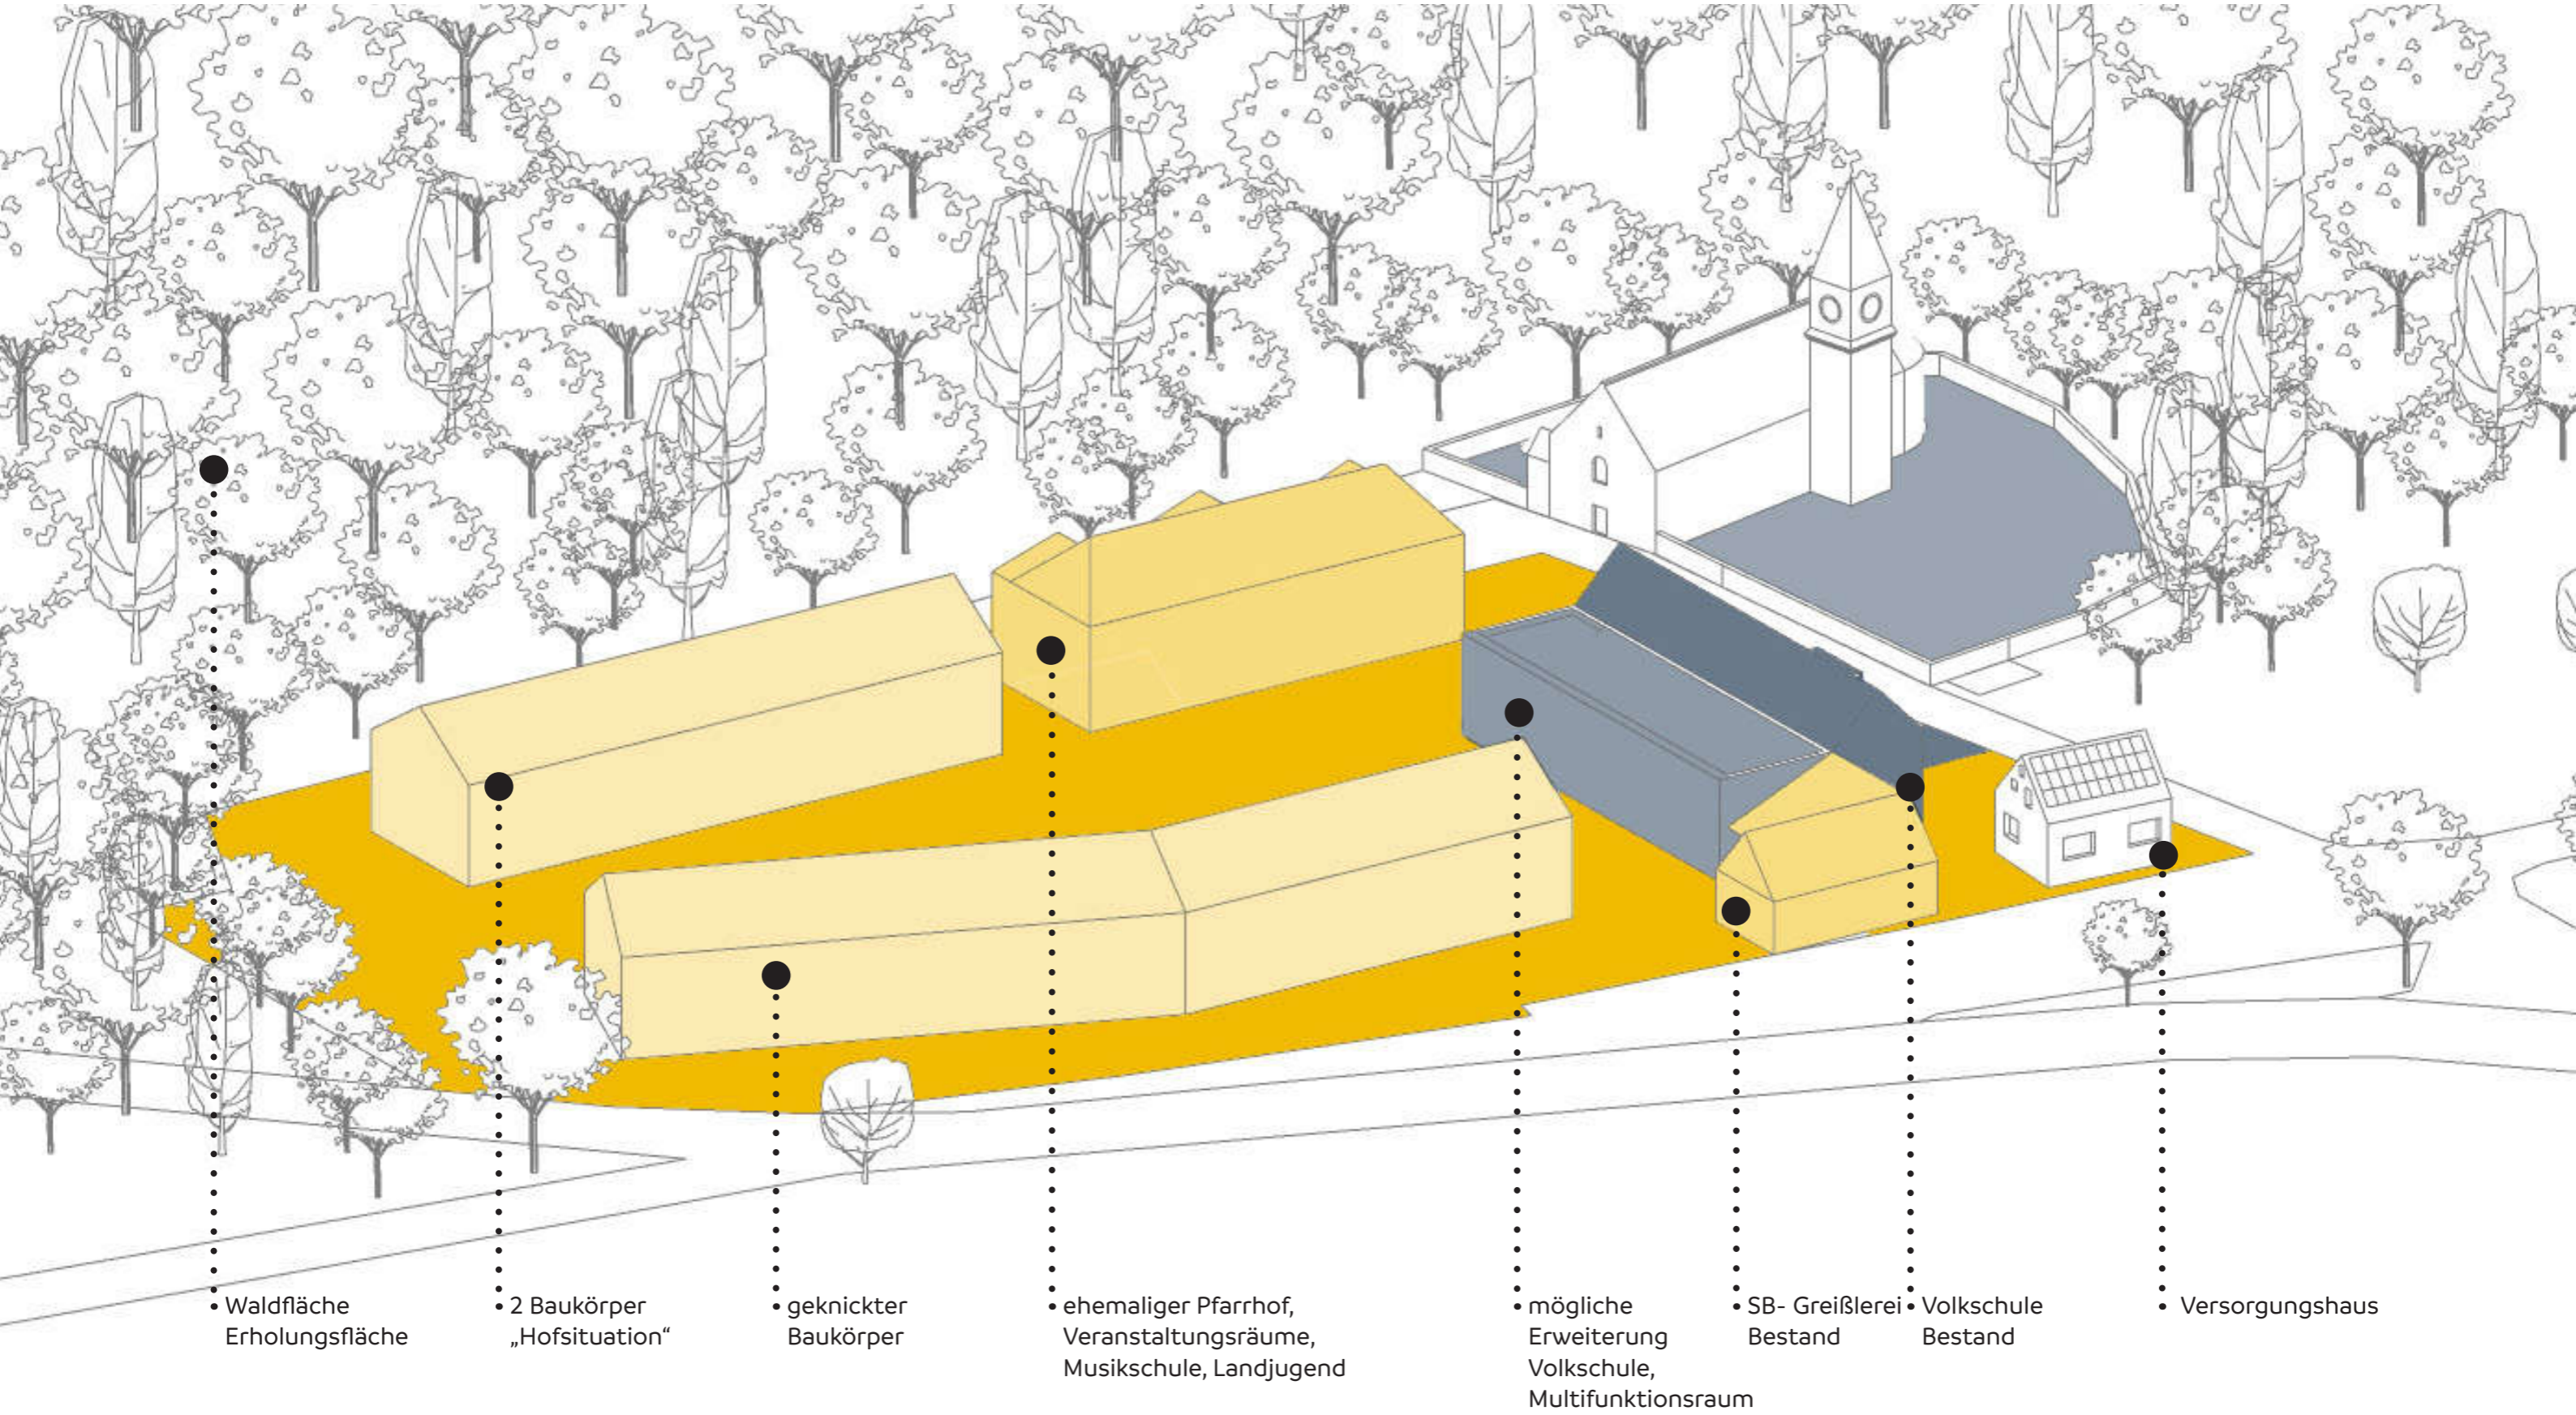 Waldfläche
Erholungsfläche
2 Baukörper
„Hofsituation“
geknickter
Baukörper
ehemaliger Pfarrhof,
Veranstaltungsräume,
Musikschule, Landjugend
mögliche
Erweiterung
Volkschule,
Multifunktionsraum
SB- Greißlerei
Bestand
Volkschule
Bestand
Versorgungshaus